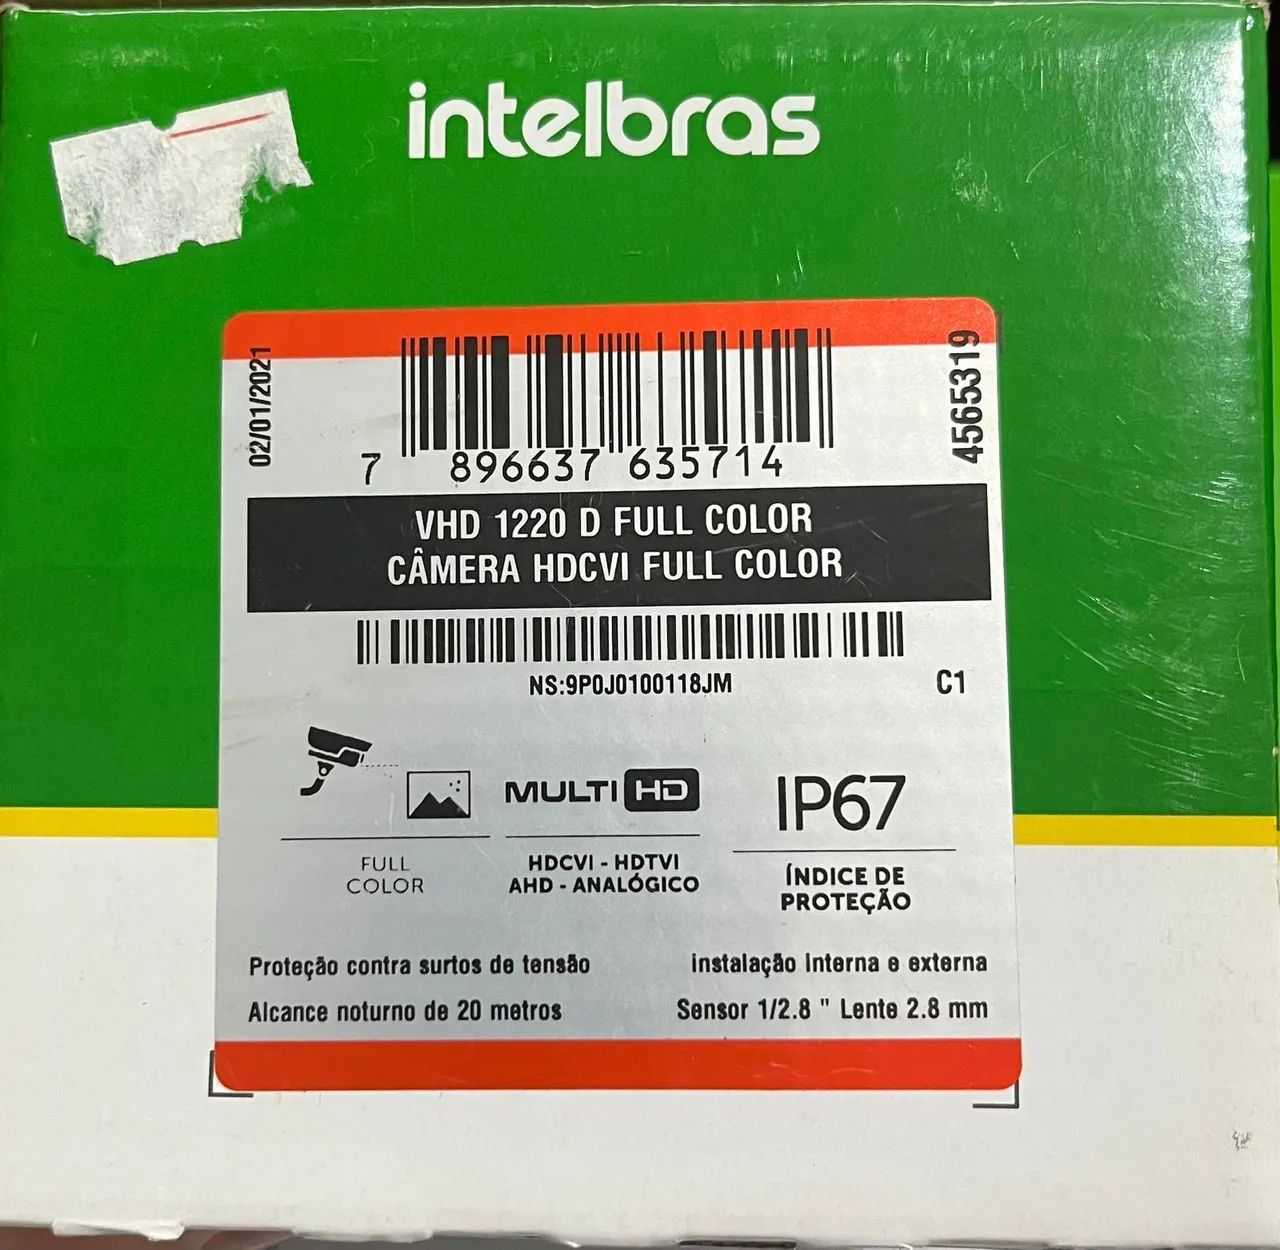 intelbras
02/01/2021
4565319
7 896637 635714
VHD 1220 D FULL COLOR
CÂMERA HDCVI FULL COLOR
NS:9P0J0100118JM
C1
MULTI HD
IP67
FULL
COLOR
HDCVI - HDTVI
AHD - ANALÓGICO
ÍNDICE DE
PROTEÇÃO
Proteção contra surtos de tensão
instalação interna e externa
Alcance noturno de 20 metros
Sensor 1/2.8 " Lente 2.8 mm